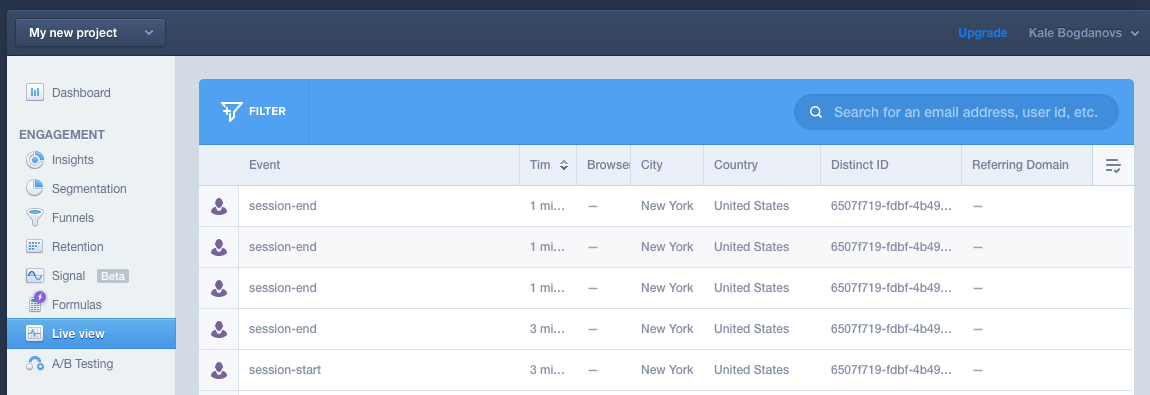 My new project
Upgrade Kale Bogdanovs
Dashboard
ENGAGEMENT
Insights
Segmentation
Funnels
Retention
Signal Beta
Formulas
Live view
A/B Testing
FILTER Search for an email address, user id, etc.
Event Tim Browser City Country Distinct ID Referring Domain
session-end 1 mi... — New York United States 6507f719-fdbf-4b49... —
session-end 1 mi... — New York United States 6507f719-fdbf-4b49... —
session-end 1 mi... — New York United States 6507f719-fdbf-4b49... —
session-end 3 mi... — New York United States 6507f719-fdbf-4b49... —
session-start 3 mi... — New York United States 6507f719-fdbf-4b49... —